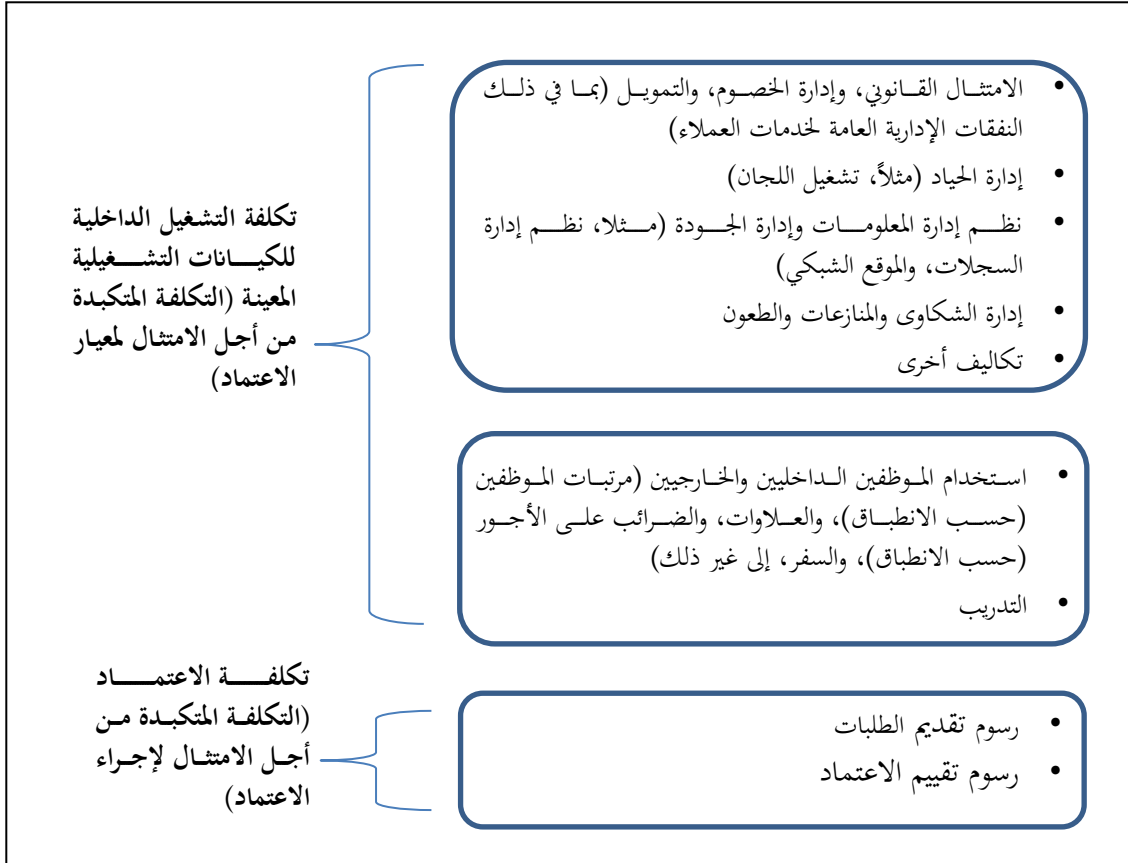 • الامتثال القانوني، وإدارة الخصوم، والتمويل (بما في ذلك
النفقات الإدارية العامة لخدمات العملاء)
• إدارة الحياد (مثلاً، تشغيل اللجان)
• نظم إدارة المعلومات وإدارة الجودة (مثلا، نظم إدارة
السجلات، والموقع الشبكي)
• إدارة الشكاوى والمنازعات والطعون
• تكاليف أخرى
تكلفة التشغيل الداخلية
للكيانات التشغيلية
المعينة (التكلفة المتكبدة
من أجل الامتثال لمعيار
الاعتماد)
• استخدام الموظفين الداخليين والخارجيين (مرتبات الموظفين
(حسب الانطباق)، والعلاوات، والضرائب على الأجور
(حسب الانطباق)، والسفر، إلى غير ذلك)
• التدريب
تكلفة الاعتماد
(التكلفة المتكبدة من
أجل الامتثال لإجراء
الاعتماد)
• رسوم تقديم الطلبات
• رسوم تقييم الاعتماد